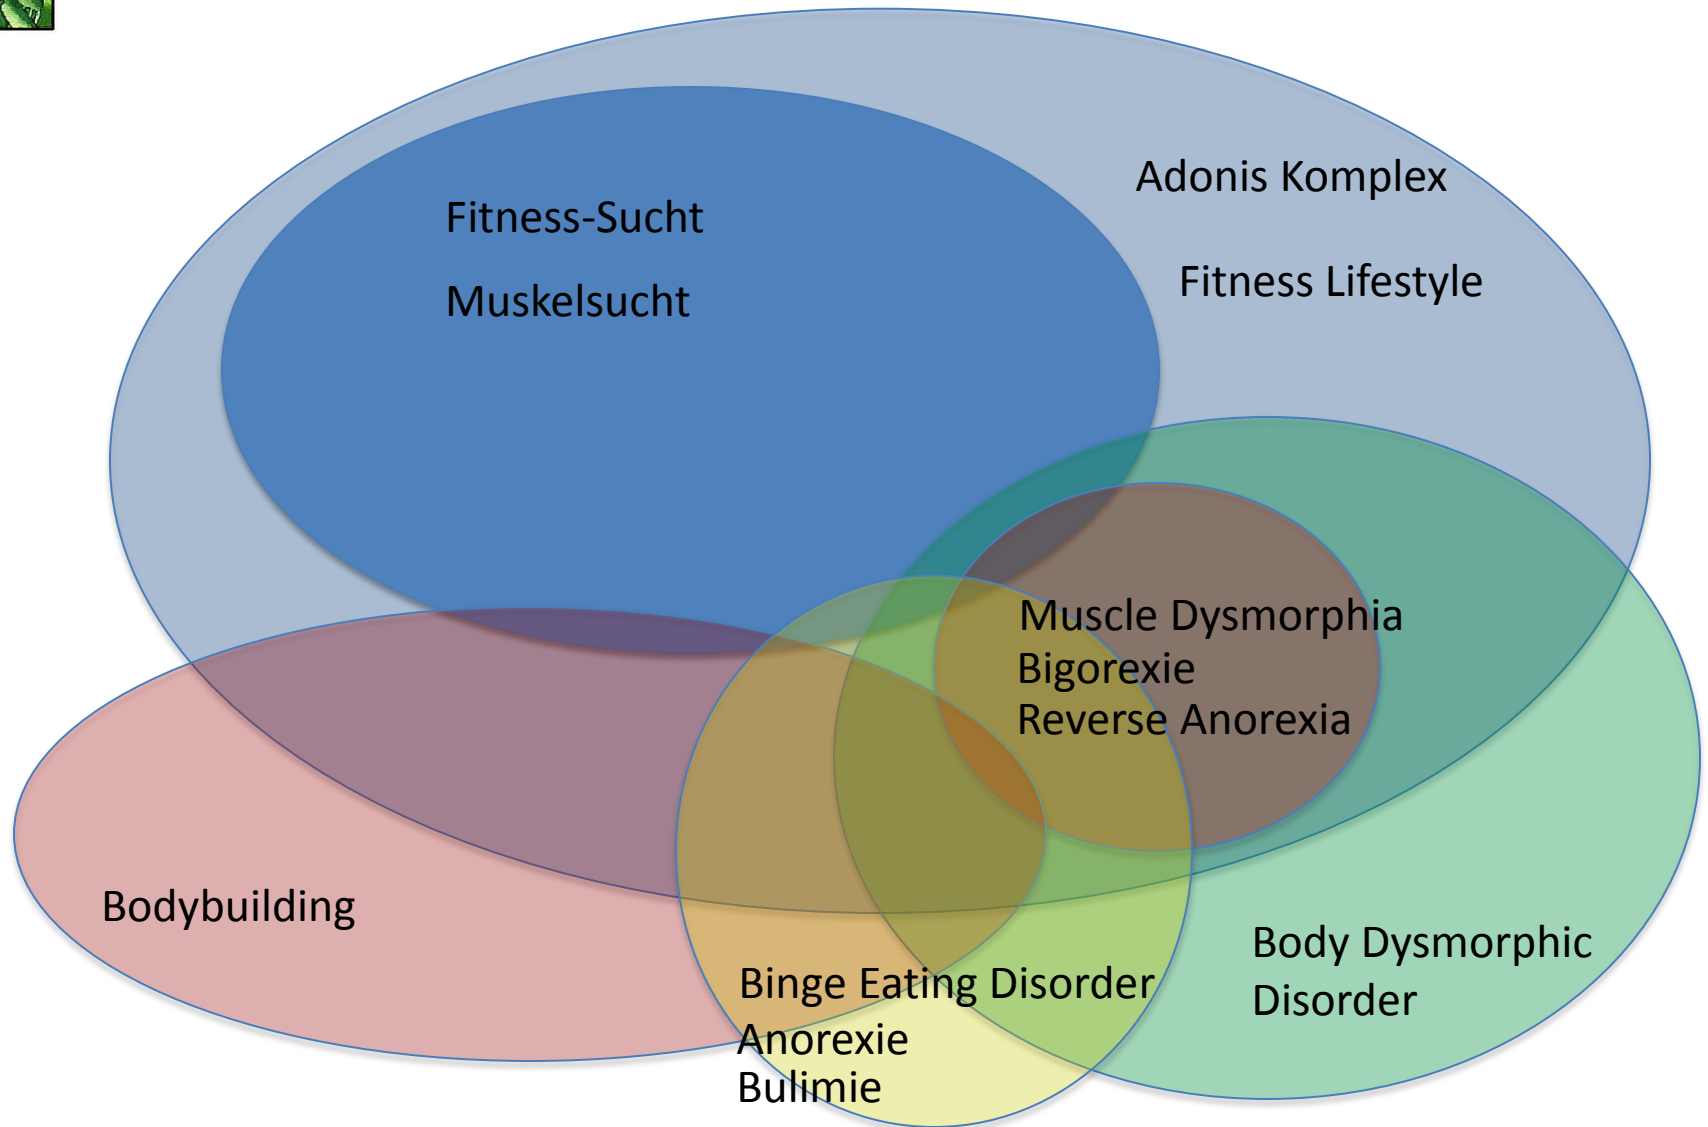 Adonis Komplex
Fitness-Sucht
Fitness Lifestyle
Muskelsucht
Muscle Dysmorphia
Bigorexie
Reverse Anorexia
Bodybuilding
Body Dysmorphic
Disorder
Binge Eating Disorder
Anorexie
Bulimie